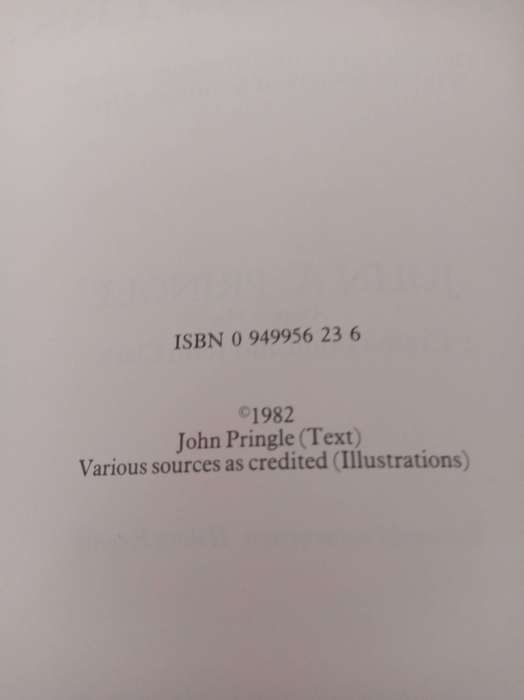 ISBN 0 949956 23 6
©1982
John Pringle (Text)
Various sources as credited (Illustrations)